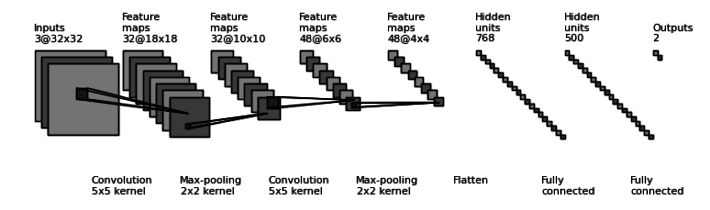 Inputs
3@32x32
Feature
maps
32@18x18
Feature
maps
32@10x10
Feature
maps
48@6x6
Feature
maps
48@4x4
Hidden
units
768
Hidden
units
500
Outputs
2
Convolution
5x5 kernel
Max-pooling
2x2 kernel
Convolution
5x5 kernel
Max-pooling
2x2 kernel
Flatten
Fully
connected
Fully
connected